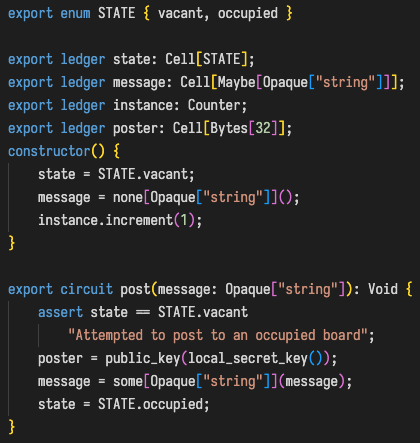 export enum STATE { vacant, occupied }
export ledger state: Cell[STATE];
export ledger message: Cell[Maybe[Opaque["string"]]];
export ledger instance: Counter;
export ledger poster: Cell[Bytes[32]];
constructor() {
    state = STATE.vacant;
    message = none[Opaque["string"]]();
    instance.increment(1);
}
export circuit post(message: Opaque["string"]): Void {
    assert state == STATE.vacant
        "Attempted to post to an occupied board";
    poster = public_key(local_secret_key());
    message = some[Opaque["string"]](message);
    state = STATE.occupied;
}